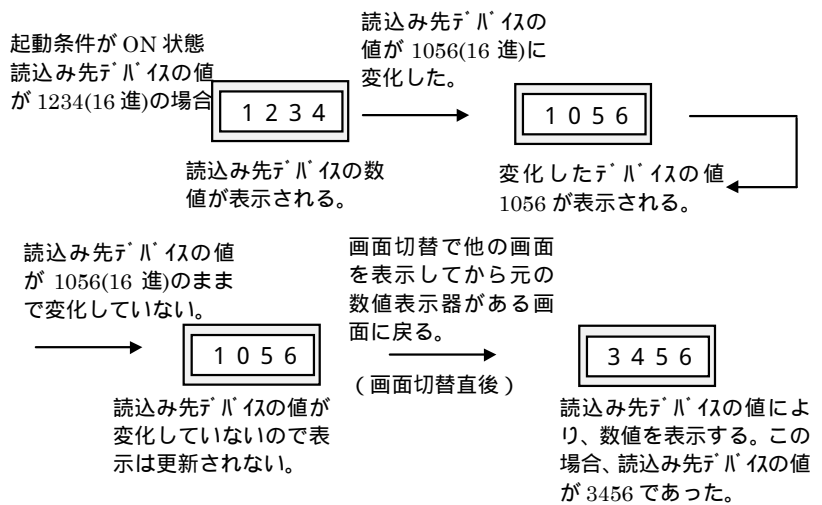 起動条件が ON 状態
読込み先ﾃﾞﾊﾞｲｽの値
が 1234(16 進)の場合
1 2 3 4
読込み先ﾃﾞﾊﾞｲｽの数
値が表示される。
読込み先ﾃﾞﾊﾞｲｽの
値が 1056(16 進)に
変化した。
1 0 5 6
変化したﾃﾞﾊﾞｲｽの値
1056 が表示される。
読込み先ﾃﾞﾊﾞｲｽの値
が 1056(16 進)のまま
で変化していない。
1 0 5 6
読込み先ﾃﾞﾊﾞｲｽの値が
変化していないので表
示は更新されない。
画面切替で他の画面
を表示してから元の
数値表示器がある画
面に戻る。
（画面切替直後）
3 4 5 6
読込み先ﾃﾞﾊﾞｲｽの値によ
り、数値を表示する。この
場合、読込み先ﾃﾞﾊﾞｲｽの値
が 3456 であった。